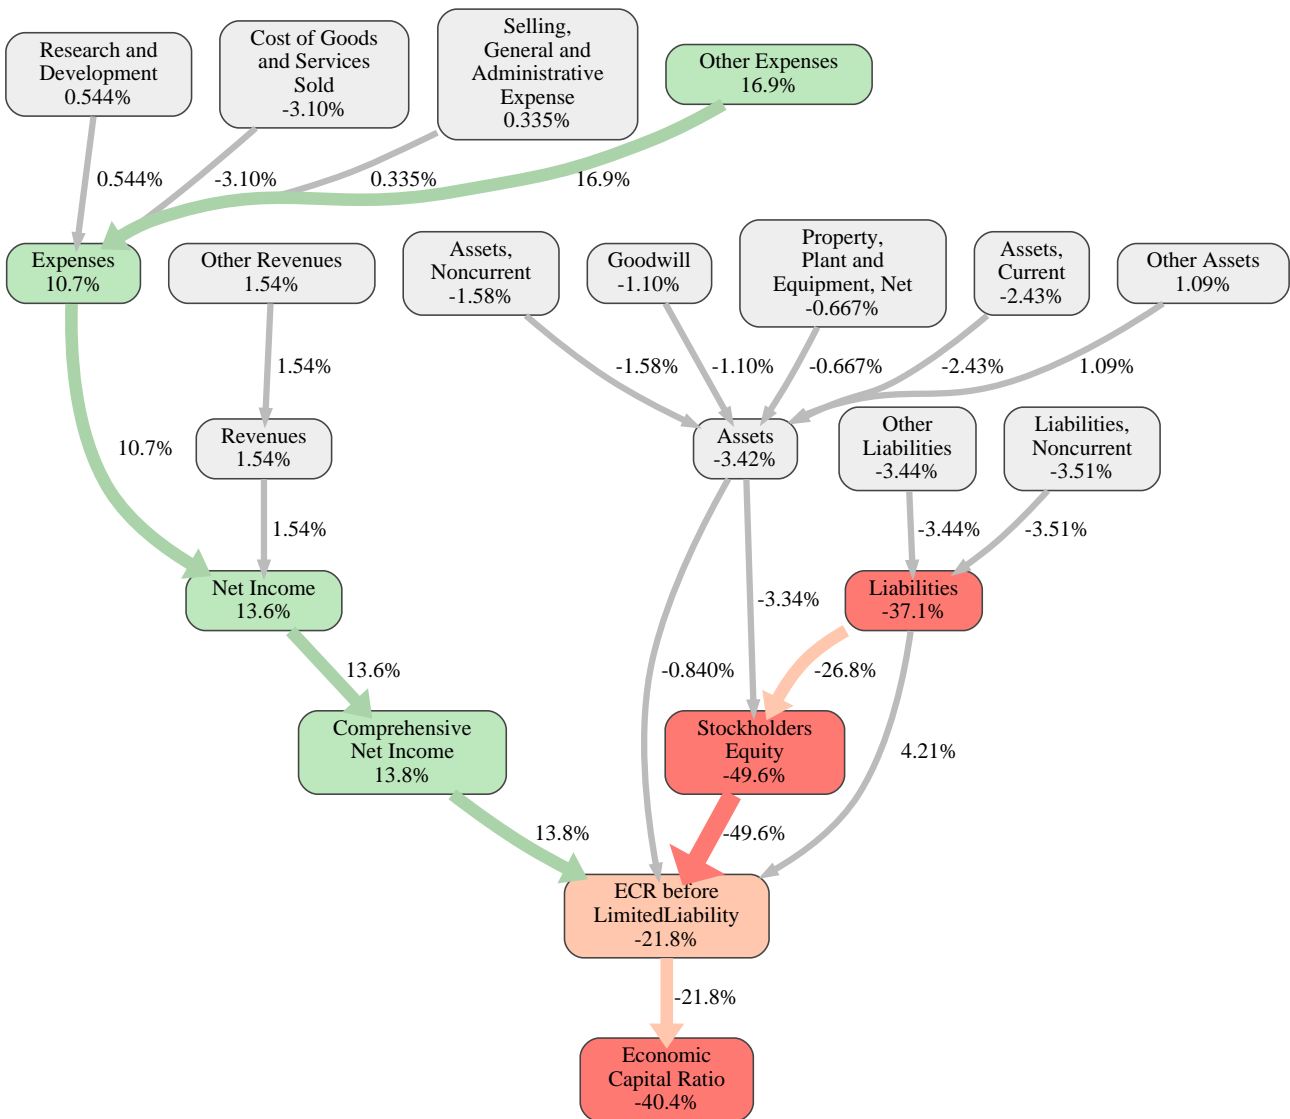 Research and
Development
0.544%
Cost of Goods
and Services
Sold
-3.10%
Selling,
General and
Administrative
Expense
0.335%
Other Expenses
16.9%
0.544%
-3.10%
0.335%
16.9%
Expenses
10.7%
Other Revenues
1.54%
Assets,
Noncurrent
-1.58%
Goodwill
-1.10%
Property,
Plant and
Equipment, Net
-0.667%
Assets,
Current
-2.43%
Other Assets
1.09%
1.54%
-1.58%
-1.10%
-0.667%
-2.43%
1.09%
10.7%
Revenues
1.54%
Assets
-3.42%
Other
Liabilities
-3.44%
Liabilities,
Noncurrent
-3.51%
1.54%
-3.44%
-3.51%
Net Income
13.6%
-3.34%
Liabilities
-37.1%
13.6%
-0.840%
-26.8%
Comprehensive
Net Income
13.8%
Stockholders
Equity
-49.6%
4.21%
13.8%
-49.6%
ECR before
LimitedLiability
-21.8%
-21.8%
Economic
Capital Ratio
-40.4%